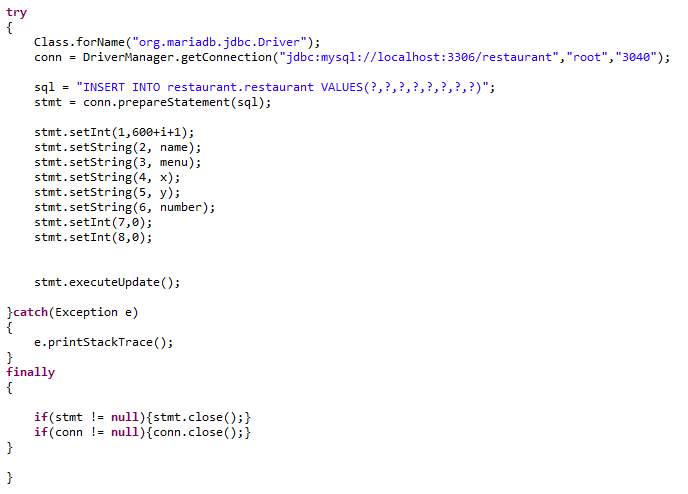 try
{
    Class.forName("org.mariadb.jdbc.Driver");
    conn = DriverManager.getConnection("jdbc:mysql://localhost:3306/restaurant","root","3040");
    sql = "INSERT INTO restaurant.restaurant VALUES(?,?,?,?,?,?,?,?)";
    stmt = conn.prepareStatement(sql);
    stmt.setInt(1,600+i+1);
    stmt.setString(2, name);
    stmt.setString(3, menu);
    stmt.setString(4, x);
    stmt.setString(5, y);
    stmt.setString(6, number);
    stmt.setInt(7,0);
    stmt.setInt(8,0);
    stmt.executeUpdate();
}catch(Exception e)
{
    e.printStackTrace();
}
finally
{
    if(stmt != null){stmt.close();}
    if(conn != null){conn.close();}
}
}